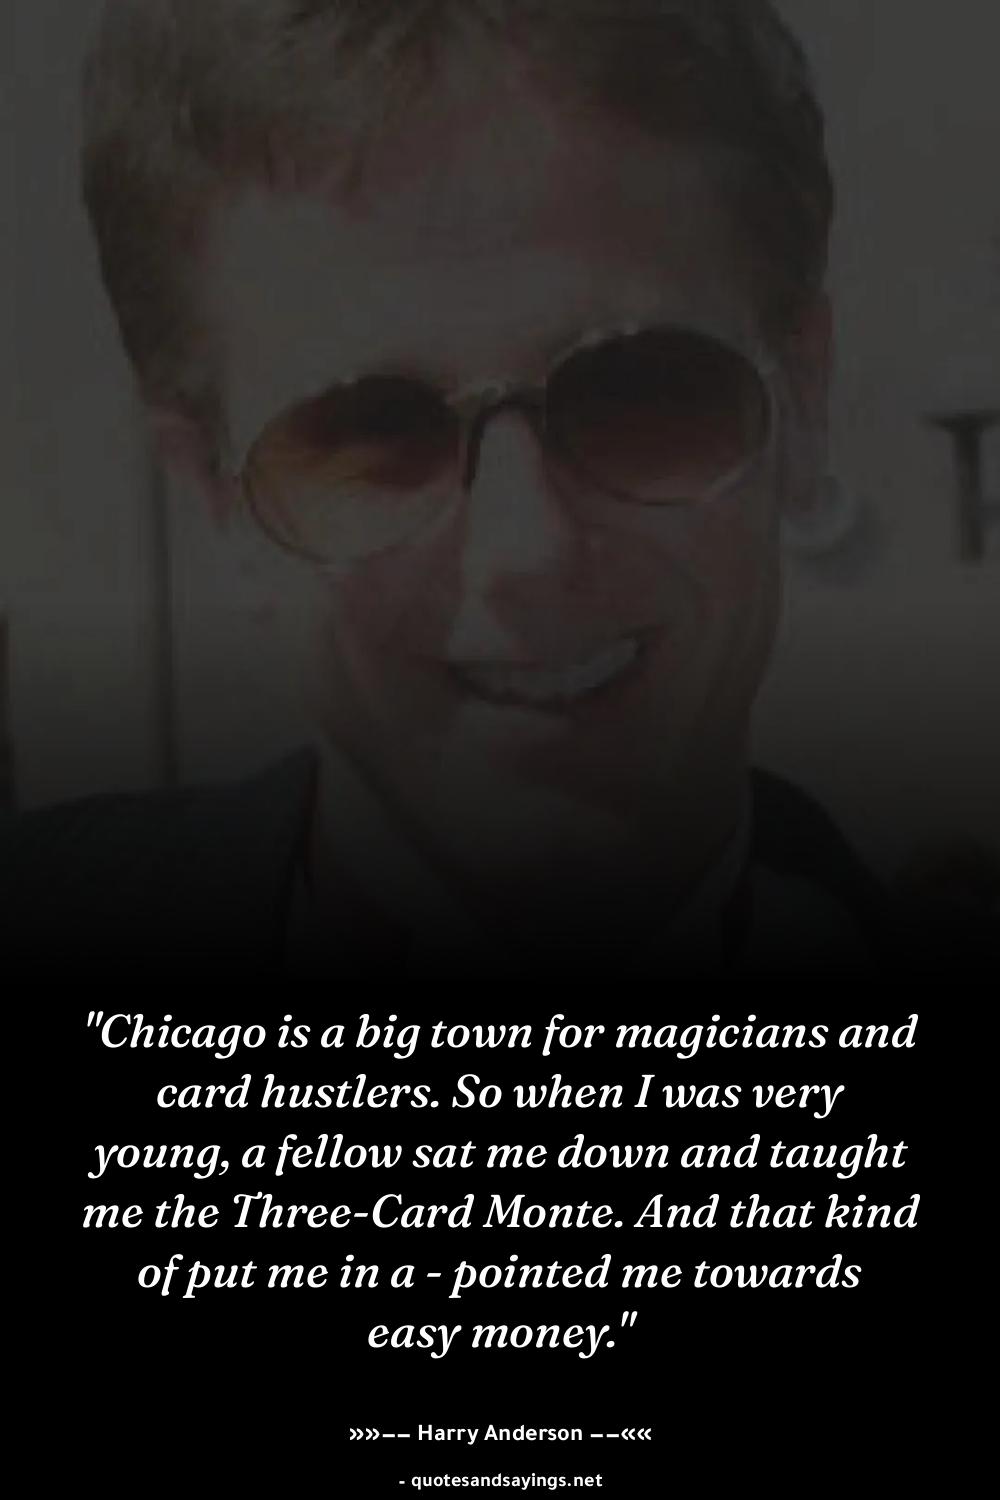 "Chicago is a big town for magicians and
card hustlers. So when I was very
young, a fellow sat me down and taught
me the Three-Card Monte. And that kind
of put me in a - pointed me towards
easy money."
»»−− Harry Anderson −−««
- quotesandsayings.net